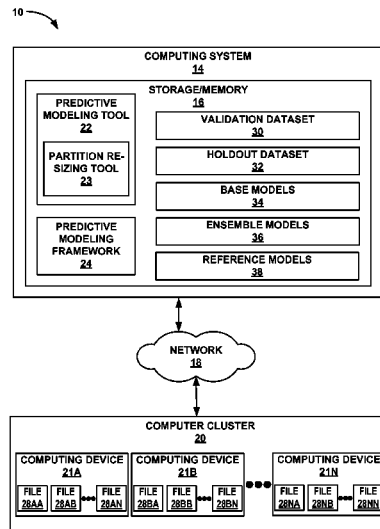 10
COMPUTING SYSTEM
14
STORAGE/MEMORY
16
PREDICTIVE
MODELING TOOL
22
PARTITION RE-
SIZING TOOL
23
PREDICTIVE
MODELING
FRAMEWORK
24
VALIDATION DATASET
30
HOLDOUT DATASET
32
BASE MODELS
34
ENSEMBLE MODELS
36
REFERENCE MODELS
38
NETWORK
18
COMPUTER CLUSTER
20
COMPUTING DEVICE
21A
FILE
28AA
FILE
28AB
FILE
28AN
COMPUTING DEVICE
21B
FILE
28BA
FILE
28BB
FILE
28BN
COMPUTING DEVICE
21N
FILE
28NA
FILE
28NB
FILE
28NN